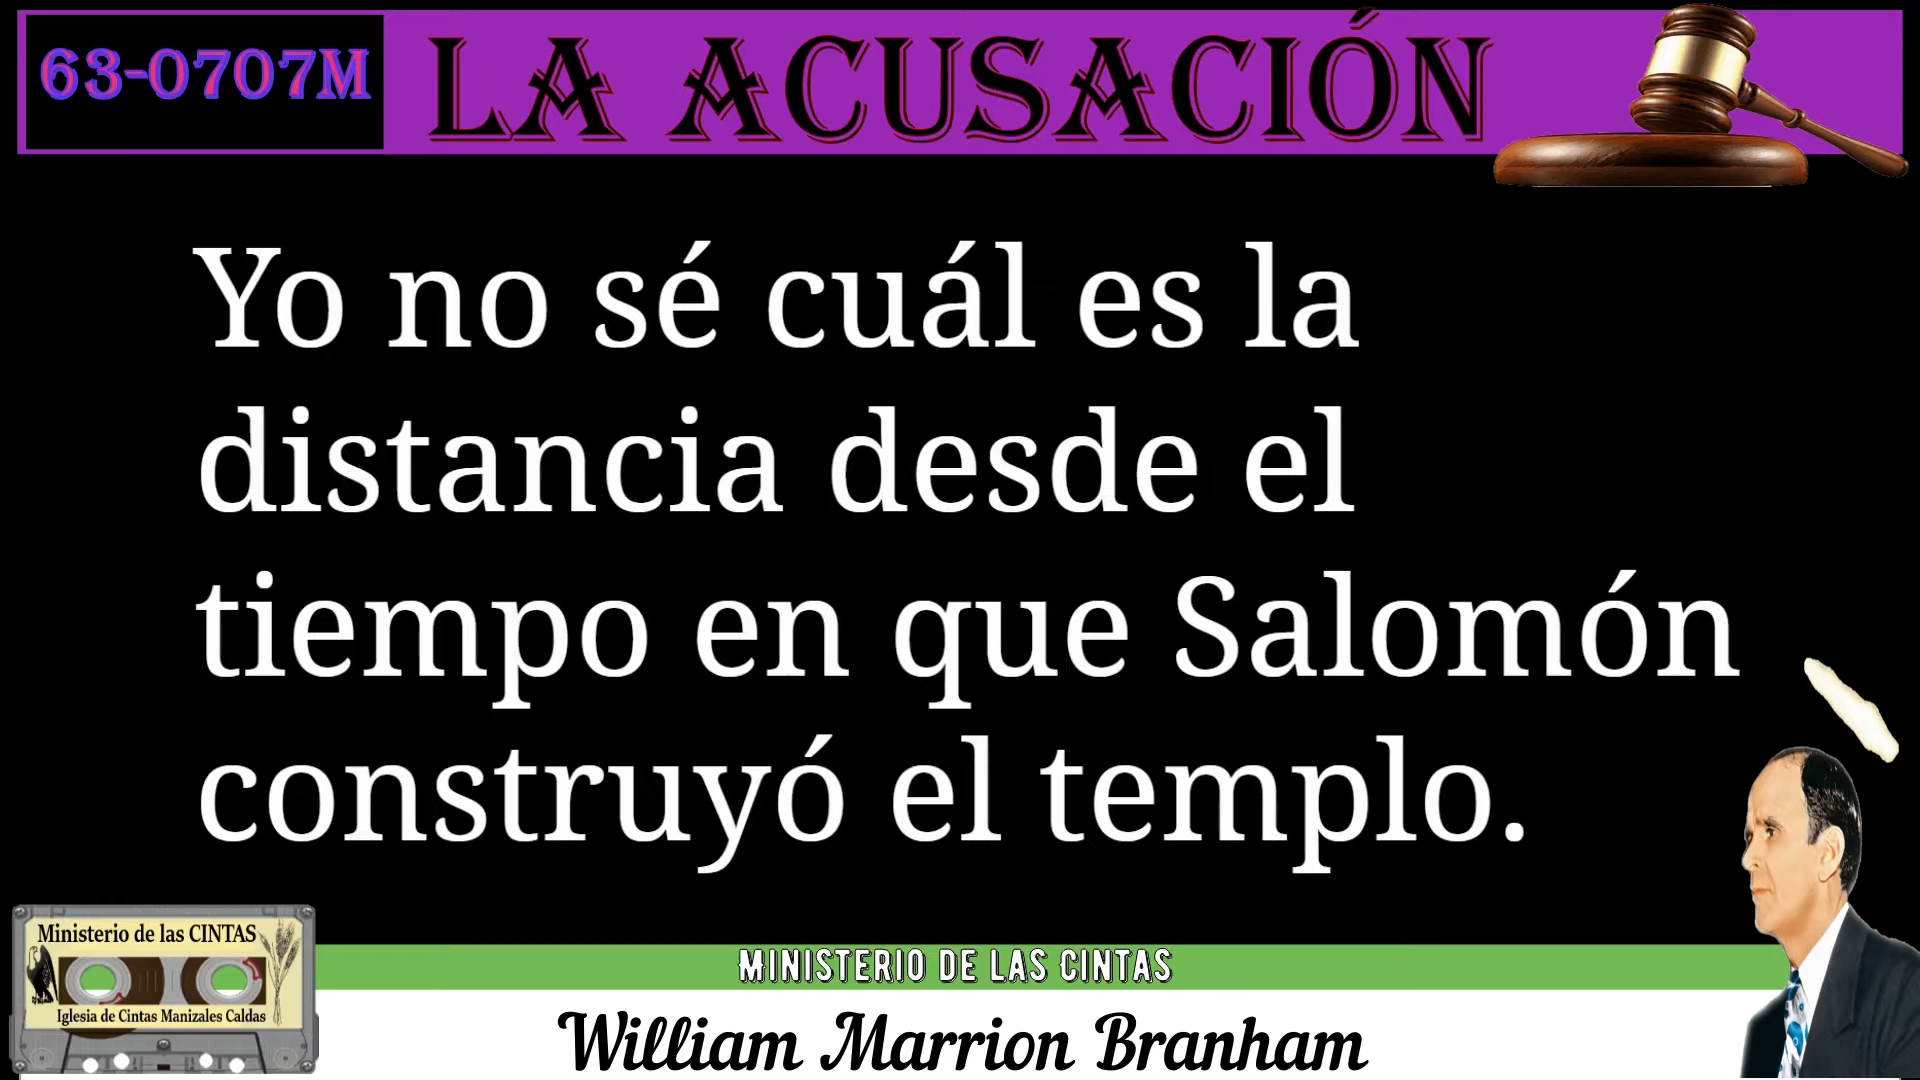 63-0707M
LA ACUSACIÓN
Yo no sé cuál es la
distancia desde el
tiempo en que Salomón
construyó el templo.
Ministerio de las CINTAS
Iglesia de Cintas Manizales Caldas
MINISTERIO DE LAS CINTAS
William Marrion Branham